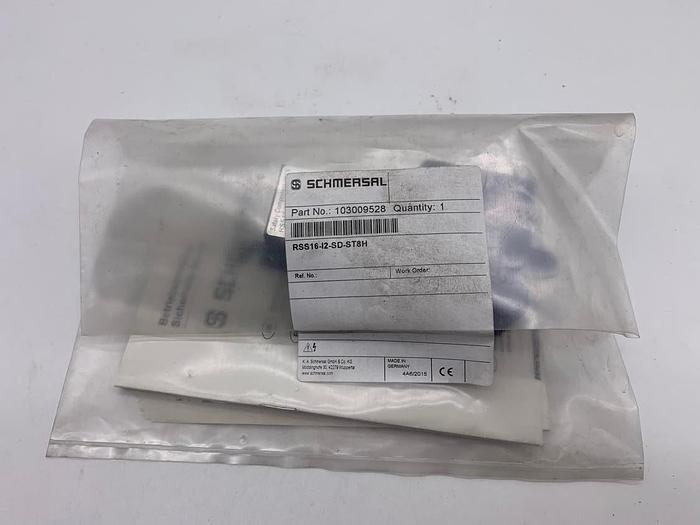 SCHMERSAL
Part No.: 103009528 Quantity: 1
RSS16-I2-SD-ST8H
Ref. No.: Work Order:
K. A. Schmersal GmbH & Co. KG
Möddinghofe 30, 42279 Wuppertal
www.schmersal.com
MADE IN
GERMANY
4A6/2015
CE